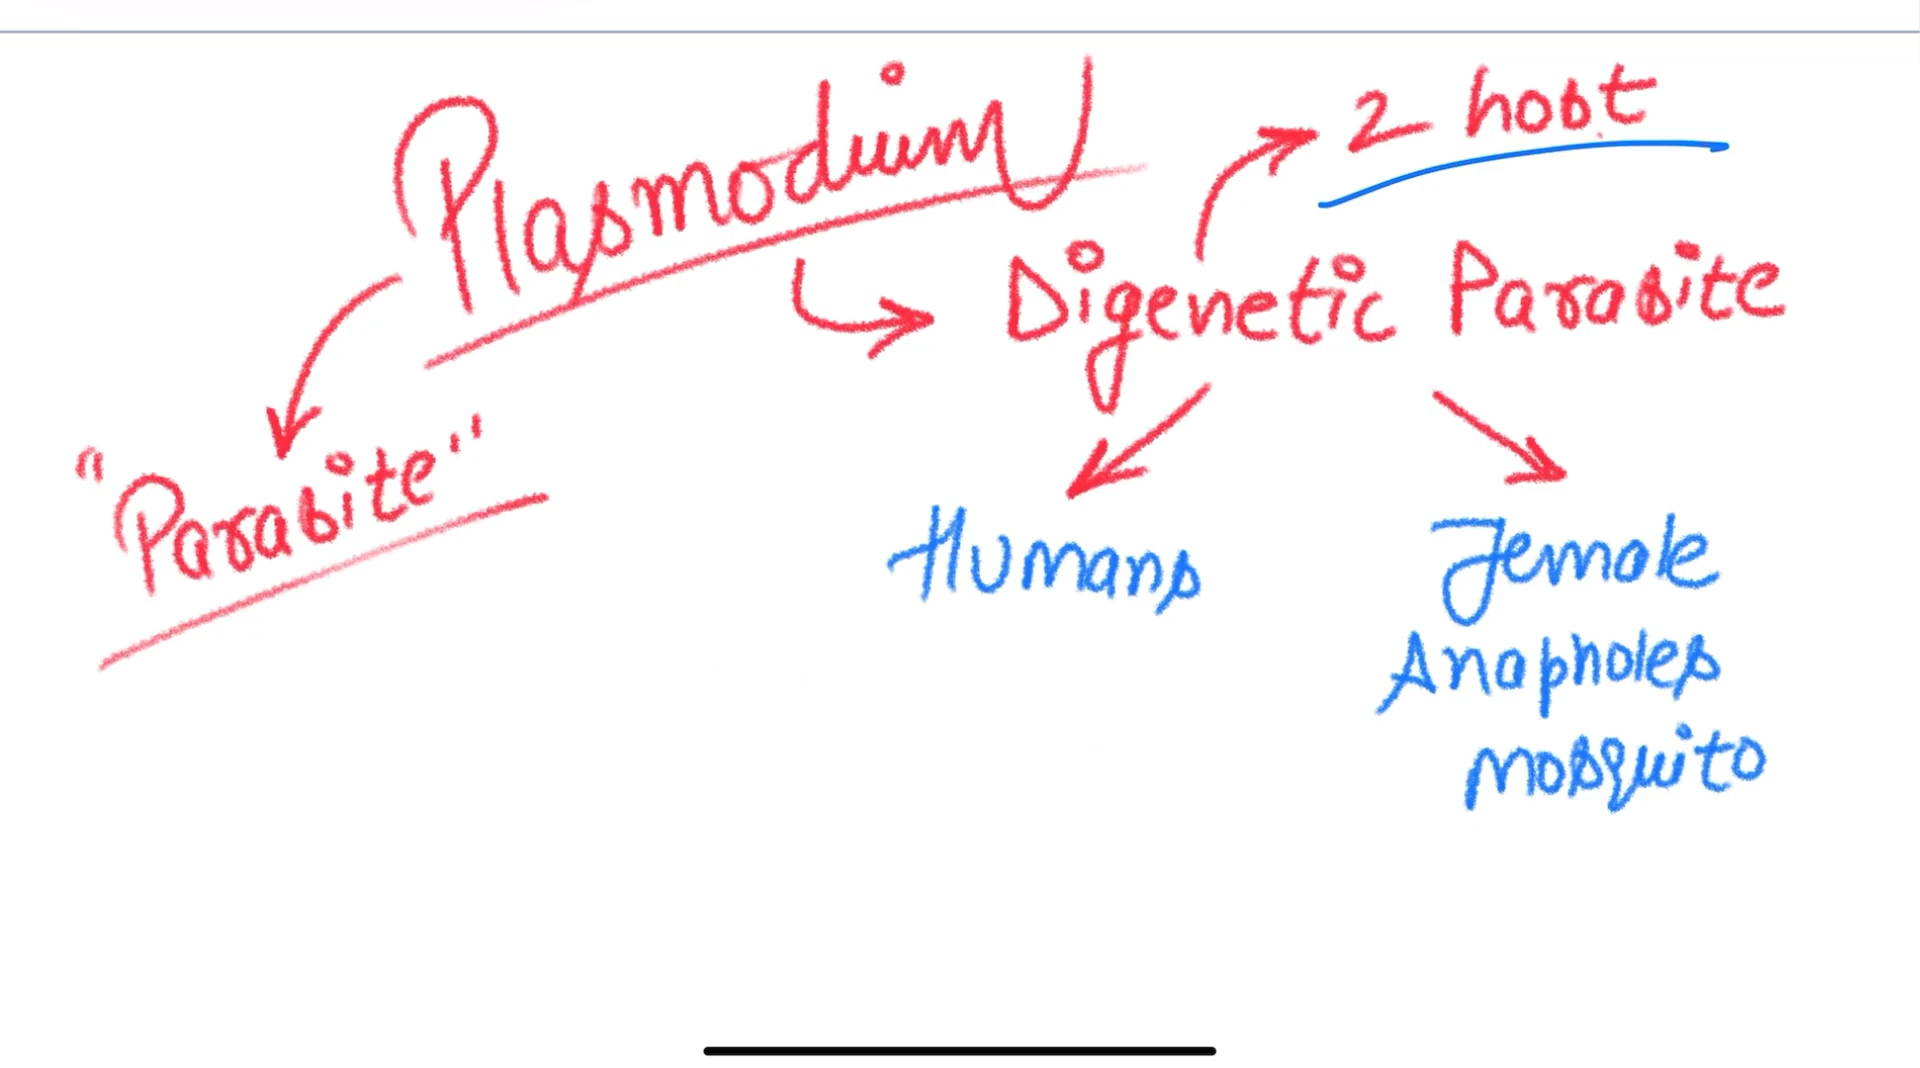 Plasmodium
2 host
Digenetic Parasite
"Parasite"
Humans
Female
Anapholes
mosquito